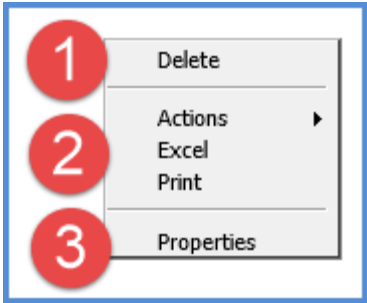 1 Delete
Actions
2 Excel
Print
3 Properties